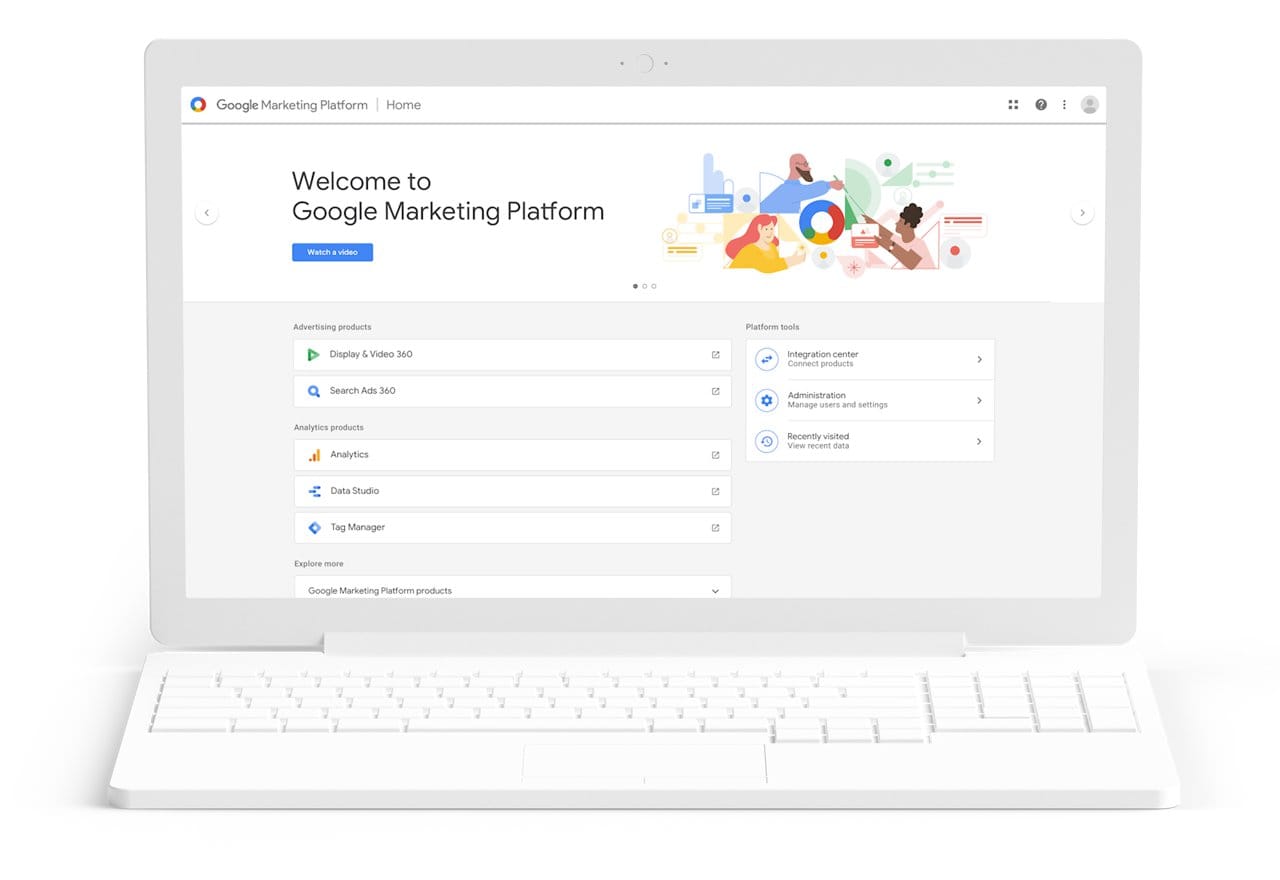 Google Marketing Platform | Home
Welcome to
Google Marketing Platform
Watch a video
Advertising products
Display & Video 360
Search Ads 360
Analytics products
Analytics
Data Studio
Tag Manager
Explore more
Google Marketing Platform products
Platform tools
Integration center
Connect products
Administration
Manage users and settings
Recently visited
View recent data